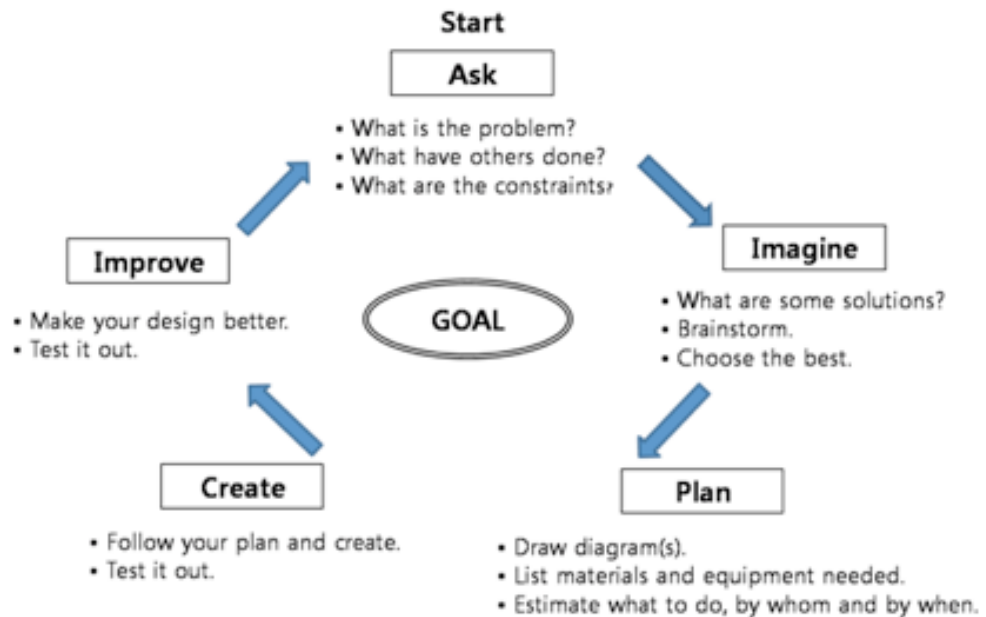 Start
Ask
▪ What is the problem?
▪ What have others done?
▪ What are the constraints?
Imagine
▪ What are some solutions?
▪ Brainstorm.
▪ Choose the best.
Plan
▪ Draw diagram(s).
▪ List materials and equipment needed.
▪ Estimate what to do, by whom and by when.
Create
▪ Follow your plan and create.
▪ Test it out.
Improve
▪ Make your design better.
▪ Test it out.
GOAL